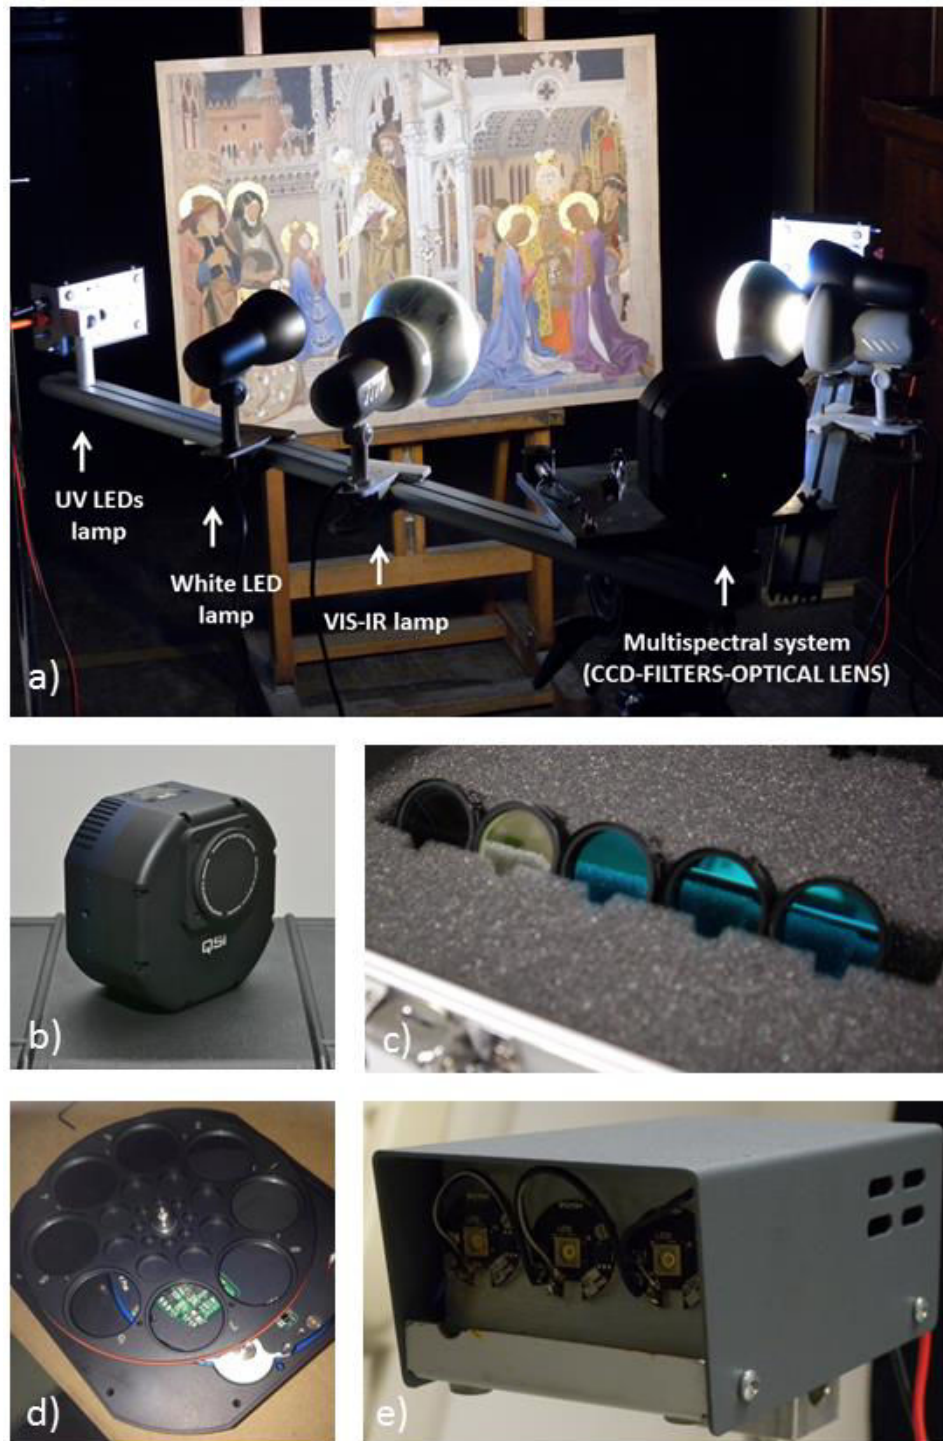 UV LEDs
lamp
White LED
lamp
VIS-IR lamp
Multispectral system
(CCD-FILTERS-OPTICAL LENS)
a)
QSI
b)
c)
d)
e)